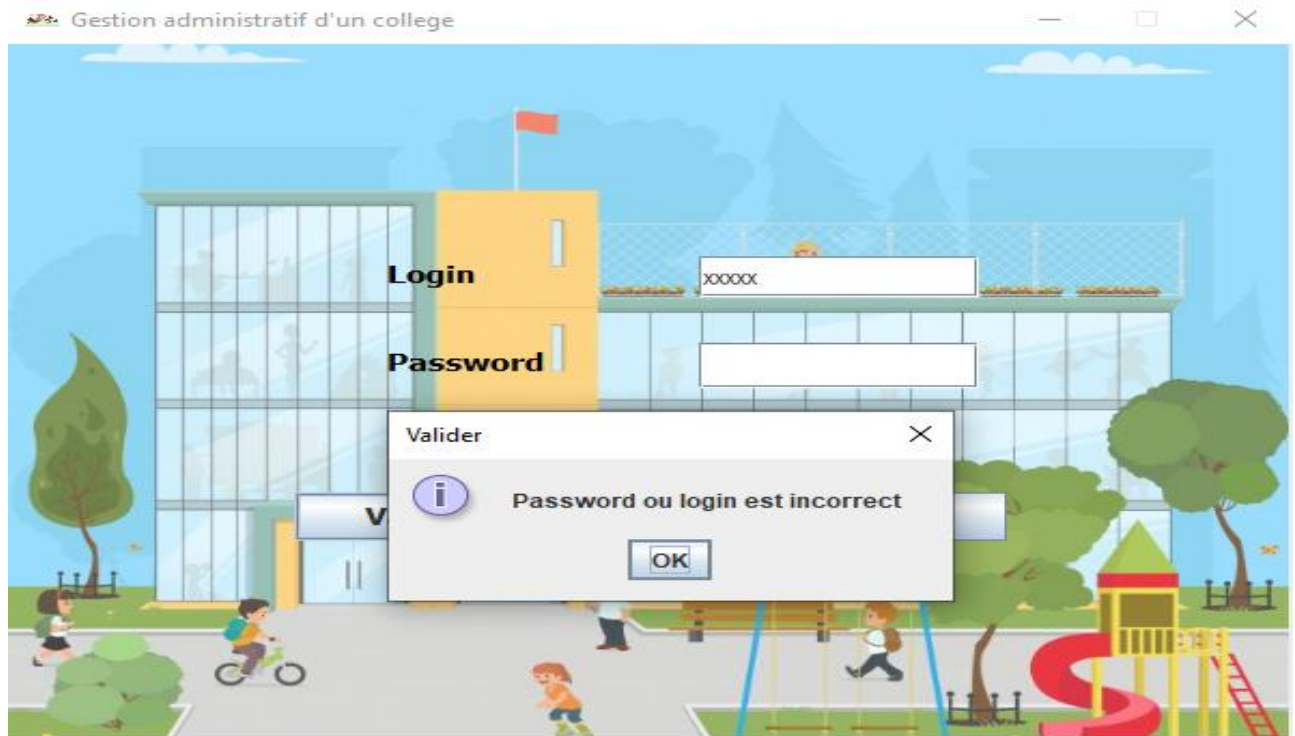 Gestion administratif d'un college
Login
xxxxx
Password
Valider
Password ou login est incorrect
V
OK